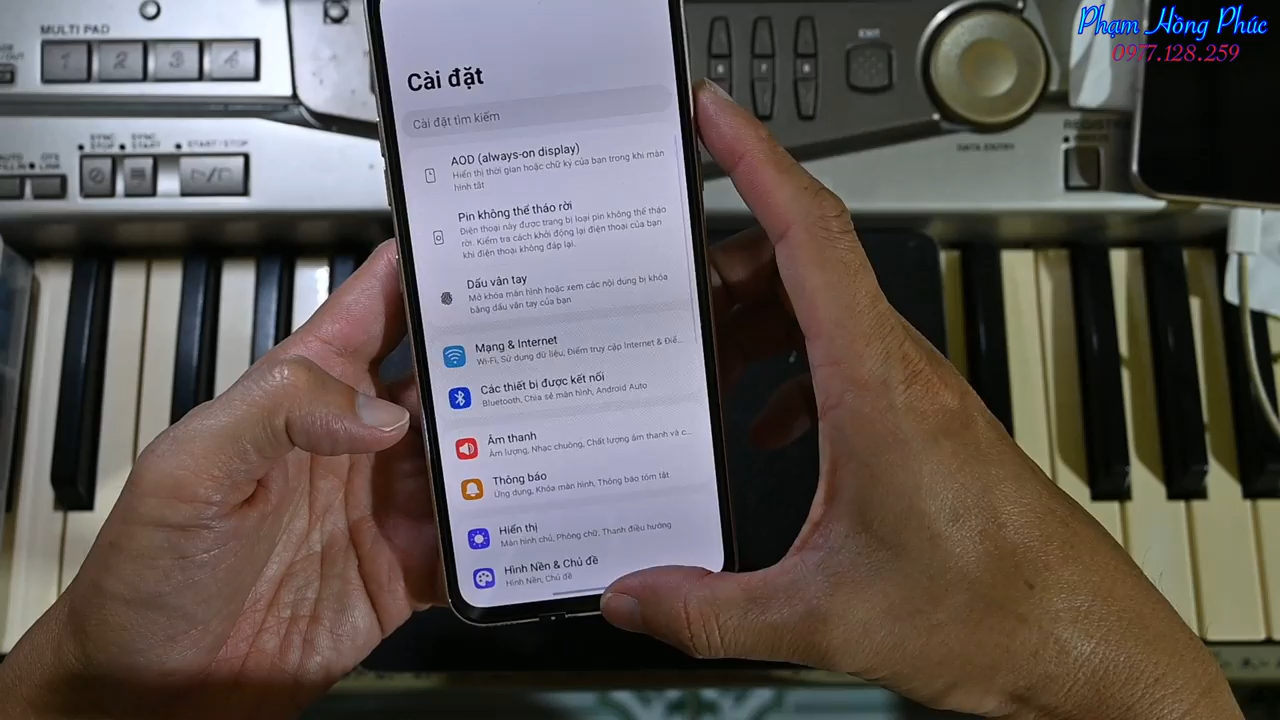 Phạm Hồng Phúc
0977.128.259
MULTI PAD
1 2 3 4
EXIT
SYNC STOP
SYNC START
START / STOP
DATA ENTRY
Cài đặt
Cài đặt tìm kiếm
AOD (always-on display)
Hiển thị thời gian hoặc chữ ký của bạn trong khi màn
hình tắt
Pin không thể tháo rời
Điện thoại này được trang bị loại pin không thể tháo
rời. Kiểm tra cách khởi động lại điện thoại của bạn
khi điện thoại không đáp lại.
Dấu vân tay
Mở khóa màn hình hoặc xem các nội dung bị khóa
bằng dấu vân tay của bạn
Mạng & Internet
Wi-Fi, Sử dụng dữ liệu, Điểm truy cập Internet & Điể...
Các thiết bị được kết nối
Bluetooth, Chia sẻ màn hình, Android Auto
Âm thanh
Âm lượng, Nhạc chuông, Chất lượng âm thanh và c...
Thông báo
Ứng dụng, Khóa màn hình, Thông báo tóm tắt
Hiển thị
Màn hình chủ, Phông chữ, Thanh điều hướng
Hình Nền & Chủ đề
Hình Nền, Chủ đề